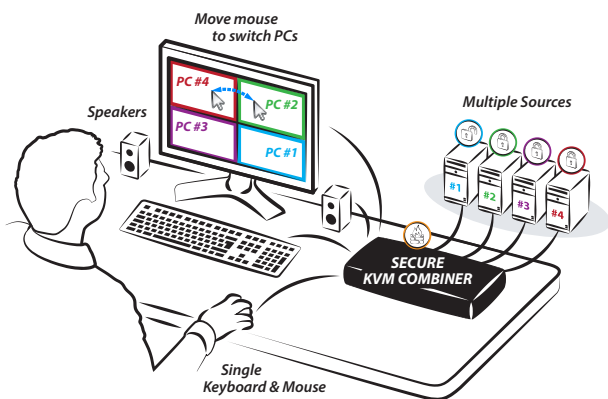 Move mouse
to switch PCs
PC #4
PC #2
PC #3
PC #1
Speakers
Multiple Sources
#1
#2
#3
#4
SECURE
KVM COMBINER
Single
Keyboard & Mouse